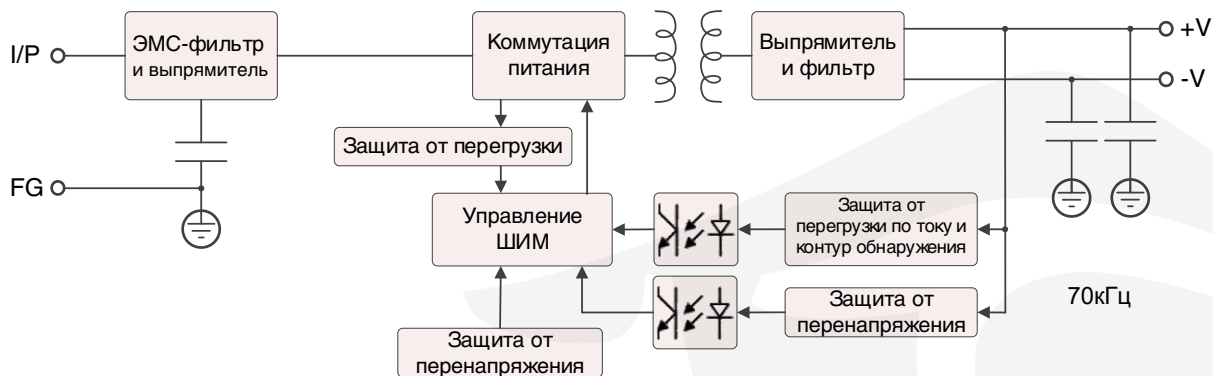 I/P
ЭМС-фильтр
и выпрямитель
Коммутация
питания
Выпрямитель
и фильтр
+V
-V
Защита от перегрузки
FG
Управление
ШИМ
Защита от
перегрузки по току и
контур обнаружения
70кГц
Защита от
перенапряжения
Защита от
перенапряжения